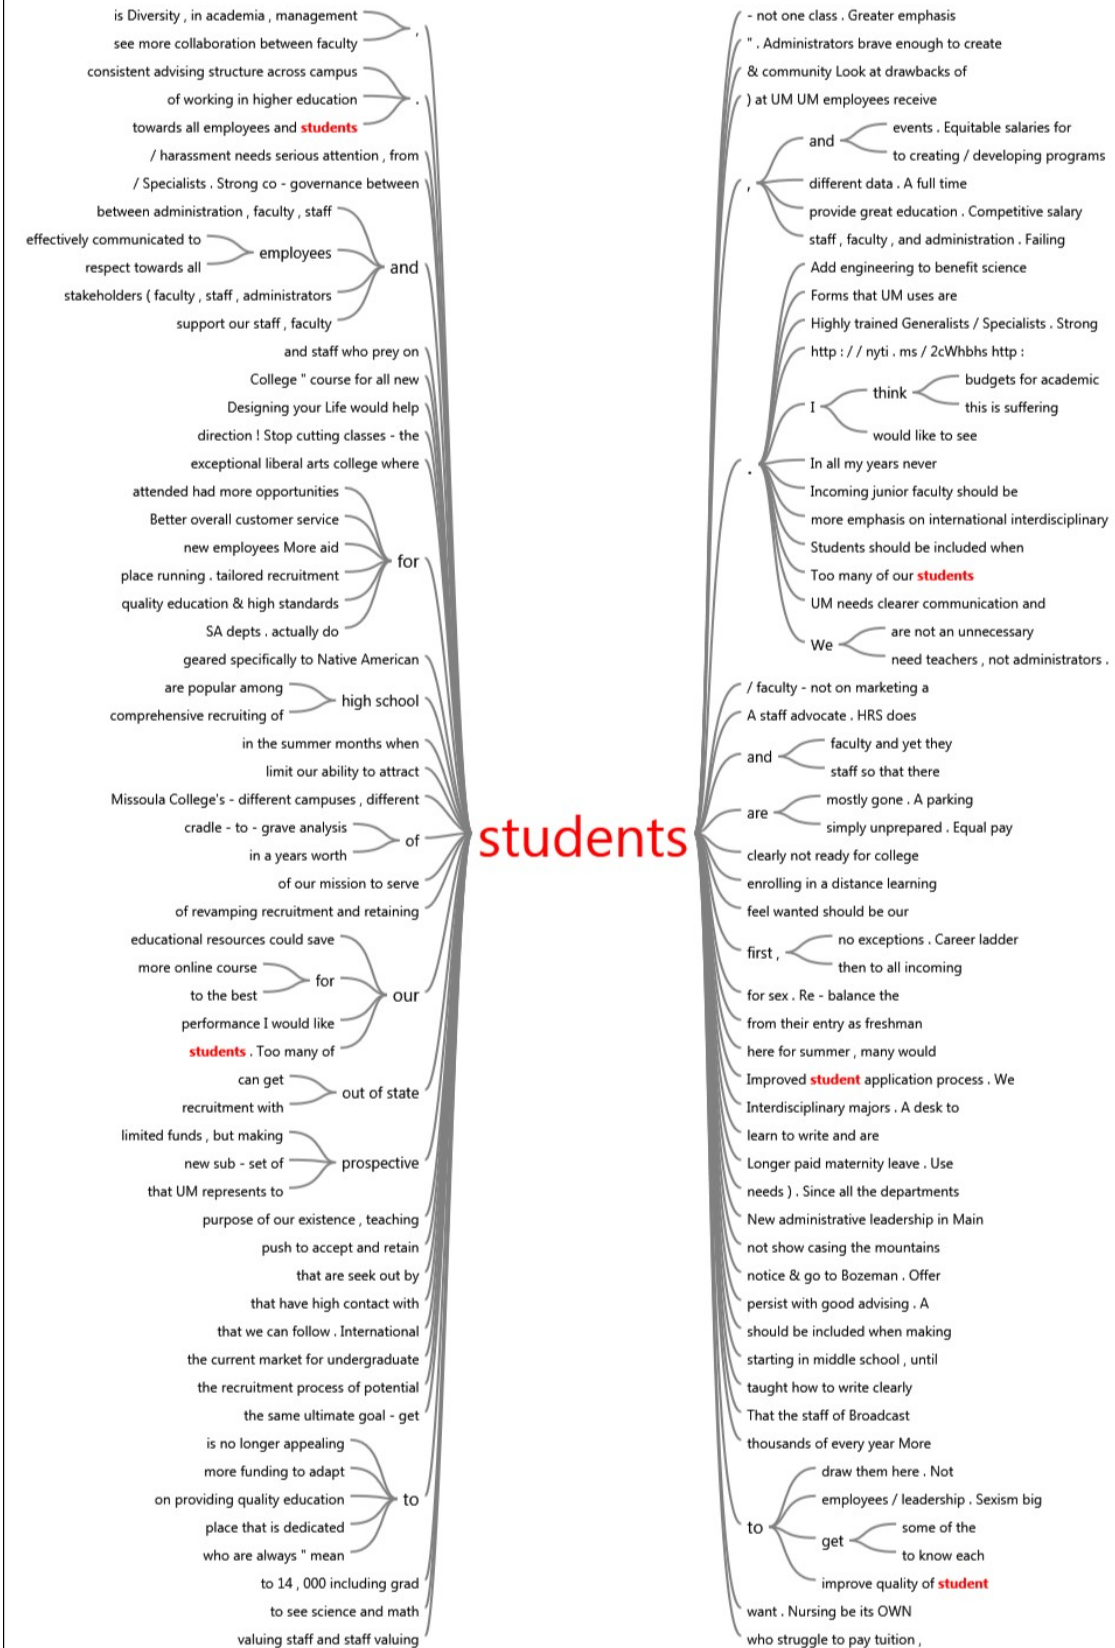 is Diversity , in academia , management
see more collaboration between faculty
,
consistent advising structure across campus
of working in higher education
towards all employees and students
.
/ harassment needs serious attention , from
/ Specialists . Strong co - governance between
between administration , faculty , staff
effectively communicated to
respect towards all
employees
stakeholders ( faculty , staff , administrators
support our staff , faculty
and
and staff who prey on
College " course for all new
Designing your Life would help
direction ! Stop cutting classes - the
exceptional liberal arts college where
attended had more opportunities
Better overall customer service
new employees More aid
place running . tailored recruitment
quality education & high standards
SA depts . actually do
for
geared specifically to Native American
are popular among
comprehensive recruiting of
high school
in the summer months when
limit our ability to attract
Missoula College's - different campuses , different
cradle - to - grave analysis
in a years worth
of
of our mission to serve
of revamping recruitment and retaining
educational resources could save
more online course
to the best
for
performance I would like
students . Too many of
our
can get
recruitment with
out of state
limited funds , but making
new sub - set of
that UM represents to
prospective
purpose of our existence , teaching
push to accept and retain
that are seek out by
that have high contact with
that we can follow . International
the current market for undergraduate
the recruitment process of potential
the same ultimate goal - get
is no longer appealing
more funding to adapt
on providing quality education
place that is dedicated
who are always " mean
to
to 14 , 000 including grad
to see science and math
valuing staff and staff valuing
students
- not one class . Greater emphasis
" . Administrators brave enough to create
& community Look at drawbacks of
) at UM UM employees receive
,
and
events . Equitable salaries for
to creating / developing programs
different data . A full time
provide great education . Competitive salary
staff , faculty , and administration . Failing
.
Add engineering to benefit science
Forms that UM uses are
Highly trained Generalists / Specialists . Strong
http : / / nyti . ms / 2cWhbhs http :
I
think
budgets for academic
this is suffering
would like to see
In all my years never
Incoming junior faculty should be
more emphasis on international interdisciplinary
Students should be included when
Too many of our students
UM needs clearer communication and
We
are not an unnecessary
need teachers , not administrators .
/ faculty - not on marketing a
A staff advocate . HRS does
and
faculty and yet they
staff so that there
are
mostly gone . A parking
simply unprepared . Equal pay
clearly not ready for college
enrolling in a distance learning
feel wanted should be our
first ,
no exceptions . Career ladder
then to all incoming
for sex . Re - balance the
from their entry as freshman
here for summer , many would
Improved student application process . We
Interdisciplinary majors . A desk to
learn to write and are
Longer paid maternity leave . Use
needs ) . Since all the departments
New administrative leadership in Main
not show casing the mountains
notice & go to Bozeman . Offer
persist with good advising . A
should be included when making
starting in middle school , until
taught how to write clearly
That the staff of Broadcast
thousands of every year More
to
draw them here . Not
employees / leadership . Sexism big
get
some of the
to know each
improve quality of student
want . Nursing be its OWN
who struggle to pay tuition ,